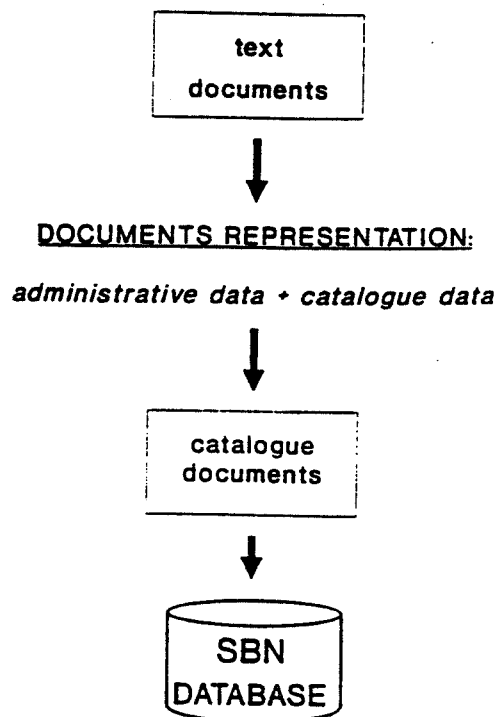 text
documents
DOCUMENTS REPRESENTATION:
administrative data + catalogue data
catalogue
documents
SBN
DATABASE